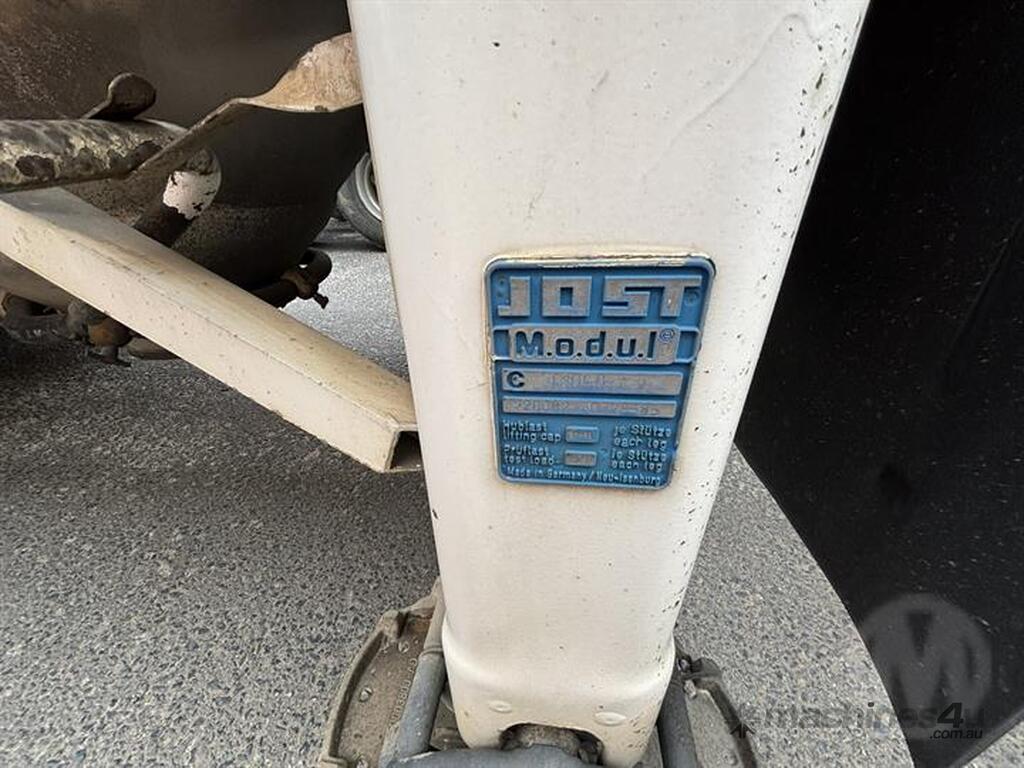 JOST
M.o.d.u.l
C
Hublast je Stütze
lifting cap each leg
Prüflast je Stütze
test load each leg
Made in Germany / Neu-Isenburg
machines4u
.com.au